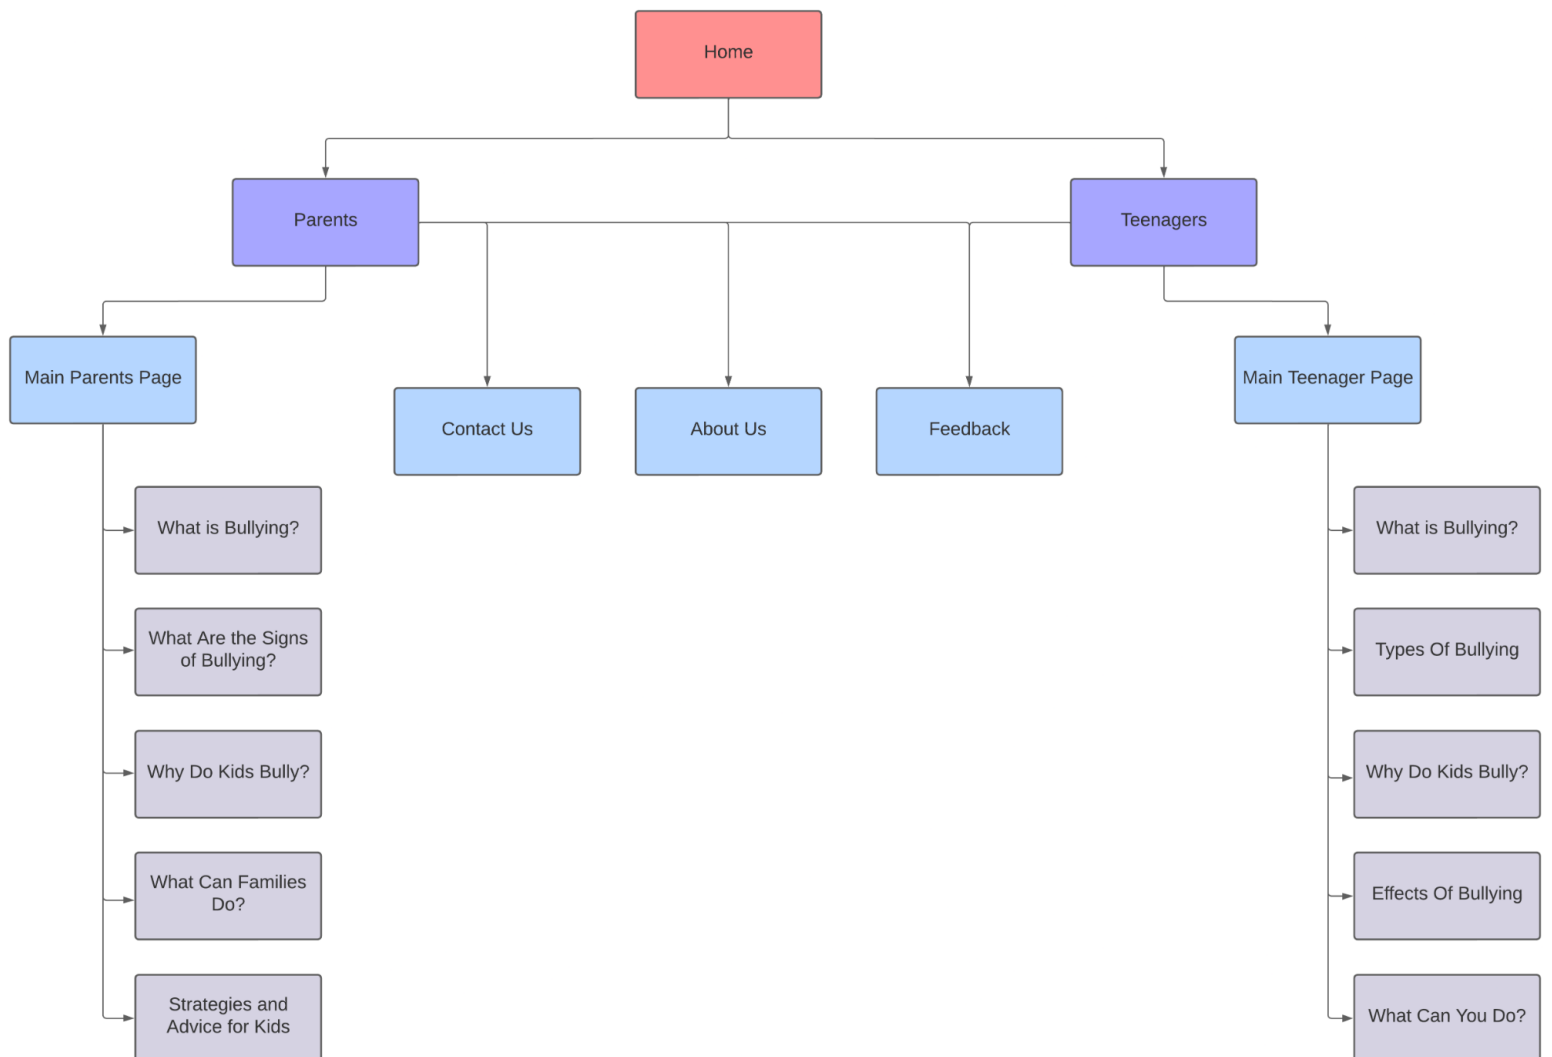 Home
Parents
Teenagers
Main Parents Page
Main Teenager Page
Contact Us
About Us
Feedback
What is Bullying?
What is Bullying?
What Are the Signs
of Bullying?
Types Of Bullying
Why Do Kids Bully?
Why Do Kids Bully?
What Can Families
Do?
Effects Of Bullying
Strategies and
Advice for Kids
What Can You Do?